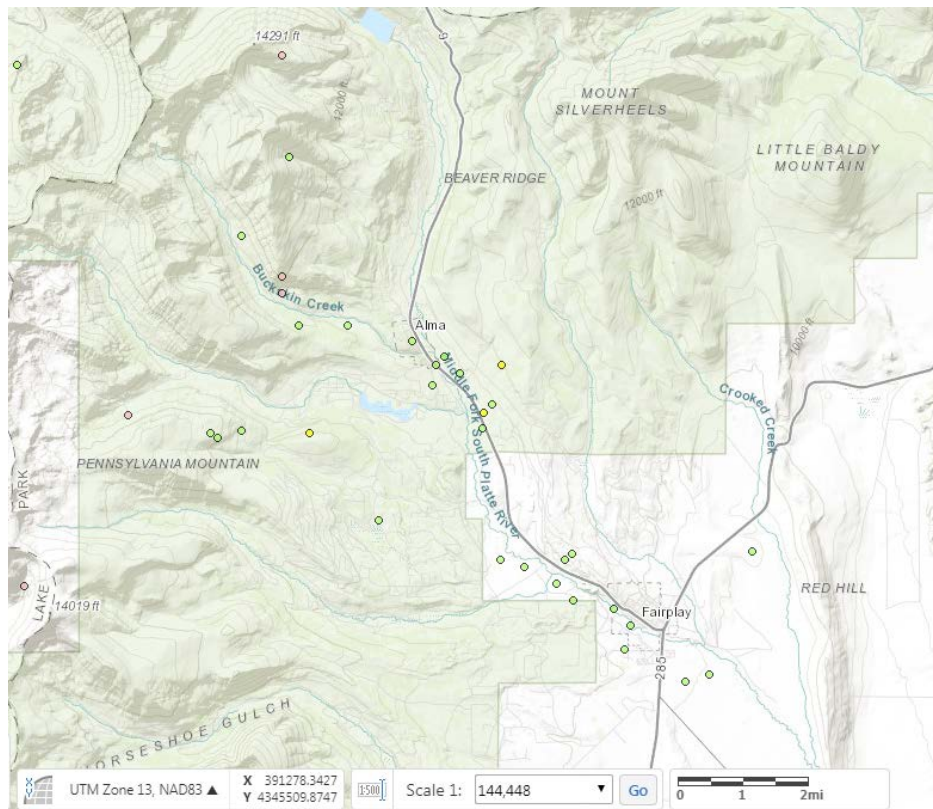 14291 ft
9
12000 ft
MOUNT
SILVERHEELS
LITTLE BALDY
MOUNTAIN
BEAVER RIDGE
12000 ft
Buckskin Creek
Alma
10000 ft
Middle Fork South Platte River
Crooked Creek
PENNSYLVANIA MOUNTAIN
PARK
LAKE
14019 ft
RED HILL
Fairplay
285
HORSESHOE GULCH
UTM Zone 13, NAD83 ▲
X 391278.3427
Y 4345509.8747
1:500
Scale 1:
144,448
▼
Go
0 1 2mi
X
Y